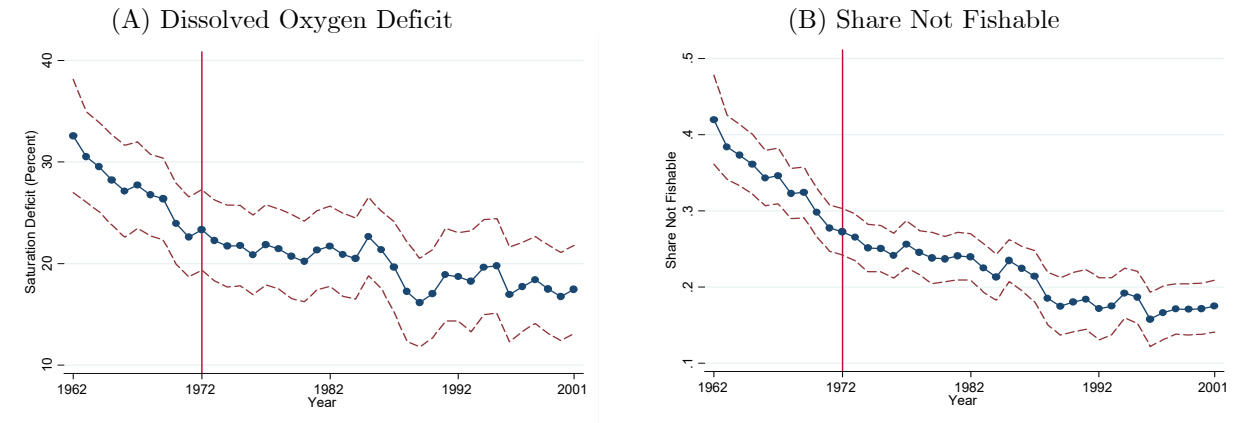 (A) Dissolved Oxygen Deficit
Saturation Deficit (Percent)
40
30
20
10
1962 1972 1982 1992 2001
Year
(B) Share Not Fishable
Share Not Fishable
.5
.4
.3
.2
.1
1962 1972 1982 1992 2001
Year